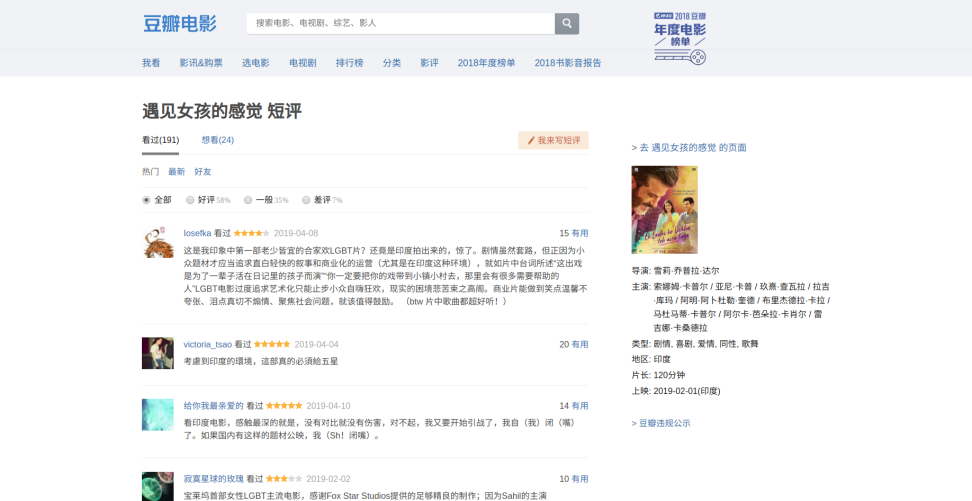 豆瓣电影
搜索电影、电视剧、综艺、影人
2018 豆瓣
年度电影
榜单
我看 影讯&购票 选电影 电视剧 排行榜 分类 影评 2018年度榜单 2018书影音报告
遇见女孩的感觉 短评
看过(191) 想看(24) 我来写短评
热门 最新 好友
全部 好评 58% 一般 35% 差评 7%
losefka 看过 2019-04-08 15 有用
这是我印象中第一部老少皆宜的合家欢LGBT片？还竟是印度拍出来的，惊了。剧情虽然套路，但正因为小
众题材才应当追求直白轻快的叙事和商业化的运营（尤其是在印度这种环境），就如片中台词所述“这出戏
是为了一辈子活在日记里的孩子而演”“你一定要把你的戏带到小镇小村去，那里会有很多需要帮助的
人”LGBT电影过度追求艺术化只能止步小众自嗨狂欢，现实的困境悲苦束之高阁。商业片能做到笑点温馨不
夸张、泪点真切不煽情、聚焦社会问题，就该值得鼓励。 （btw 片中歌曲都超好听！）
victoria_tsao 看过 2019-04-04 20 有用
考慮到印度的環境，這部真的必須給五星
给你我最亲爱的 看过 2019-04-10 14 有用
看印度电影，感触最深的就是，没有对比就没有伤害，对不起，我又要开始引战了，我自（我）闭（嘴）
了。如果国内有这样的题材公映，我（Sh！闭嘴）。
寂寞星球的玫瑰 看过 2019-02-02 10 有用
宝莱坞首部女性LGBT主流电影，感谢Fox Star Studios提供的足够精良的制作；因为Sahil的主演
> 去 遇见女孩的感觉 的页面
导演: 雪莉·乔普拉·达尔
主演: 索娜姆·卡普尔 / 亚尼·卡普 / 玖熹·查瓦拉 / 拉吉
·库玛 / 阿明·阿卜杜勒·奎德 / 布里杰德拉·卡拉 /
马杜马蒂·卡普尔 / 阿尔卡·芭朵拉·卡肖尔 / 雷
吉娜·卡桑德拉
类型: 剧情, 喜剧, 爱情, 同性, 歌舞
地区: 印度
片长: 120分钟
上映: 2019-02-01(印度)
> 豆瓣违规公示